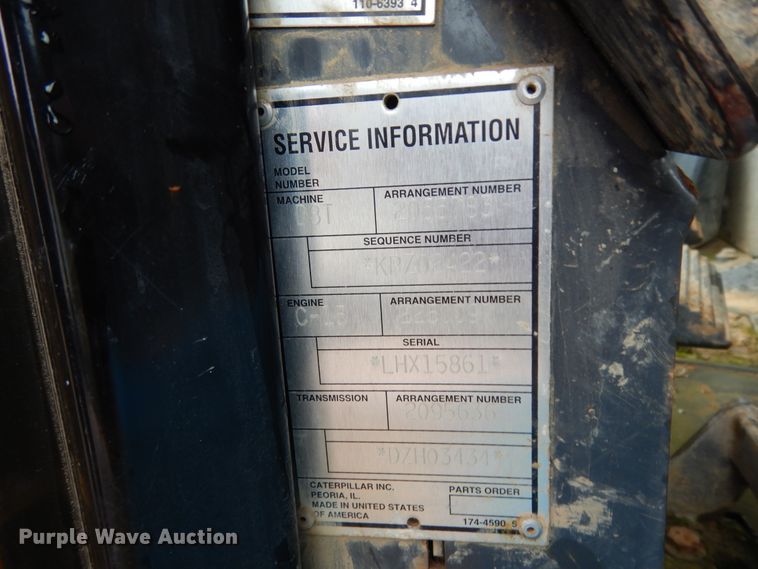 110-6393 4
SERVICE INFORMATION
MODEL
NUMBER
MACHINE
ARRANGEMENT NUMBER
D8T
SEQUENCE NUMBER
ENGINE
ARRANGEMENT NUMBER
C-15
SERIAL
*LHX15861*
TRANSMISSION
ARRANGEMENT NUMBER
2095636
*DZH03434*
CATERPILLAR INC.
PEORIA, IL.
MADE IN UNITED STATES
OF AMERICA
PARTS ORDER
174-4590 5
Purple Wave Auction